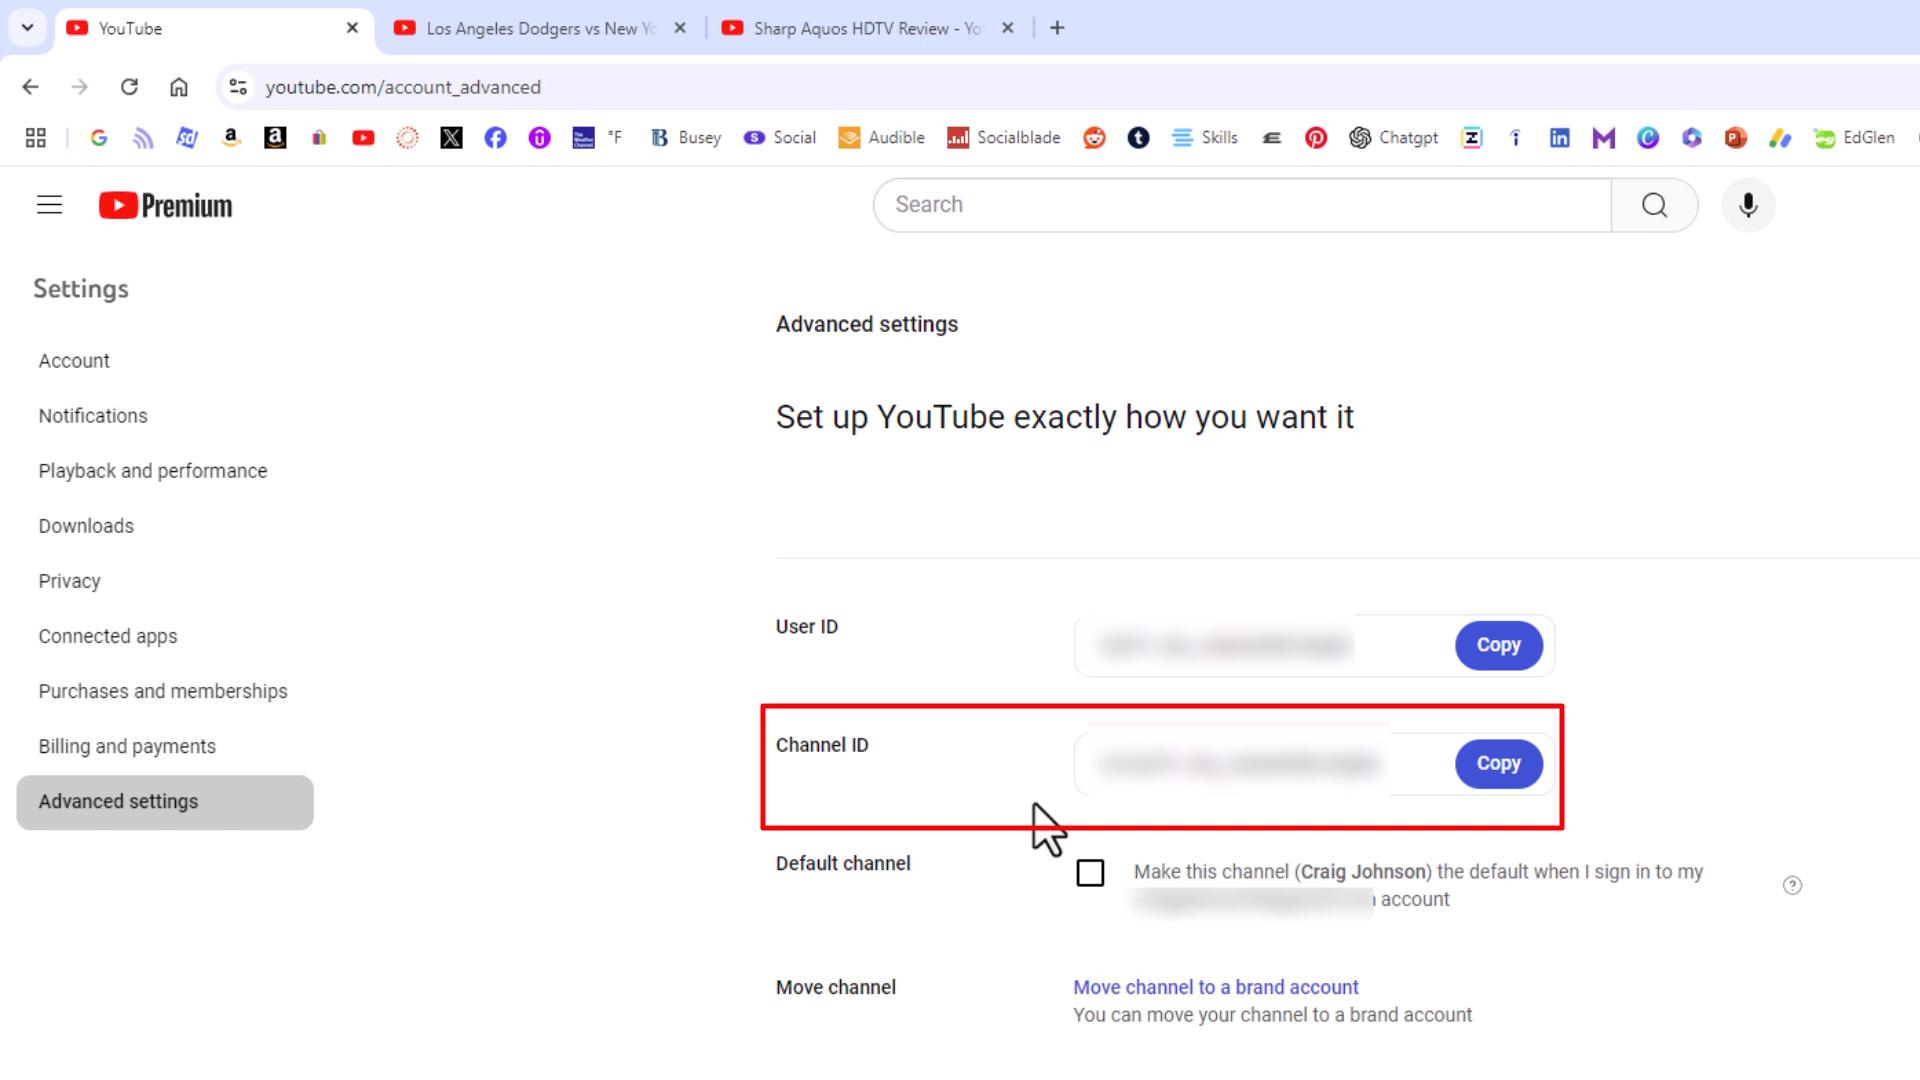 YouTube
Los Angeles Dodgers vs New Yo
Sharp Aquos HDTV Review - Yo
youtube.com/account_advanced
°F
Busey
Social
Audible
Socialblade
Skills
Chatgpt
EdGlen
Premium
Search
Settings
Account
Notifications
Playback and performance
Downloads
Privacy
Connected apps
Purchases and memberships
Billing and payments
Advanced settings
Advanced settings
Set up YouTube exactly how you want it
User ID
Copy
Channel ID
Copy
Default channel
Make this channel (Craig Johnson) the default when I sign in to my
account
Move channel
Move channel to a brand account
You can move your channel to a brand account